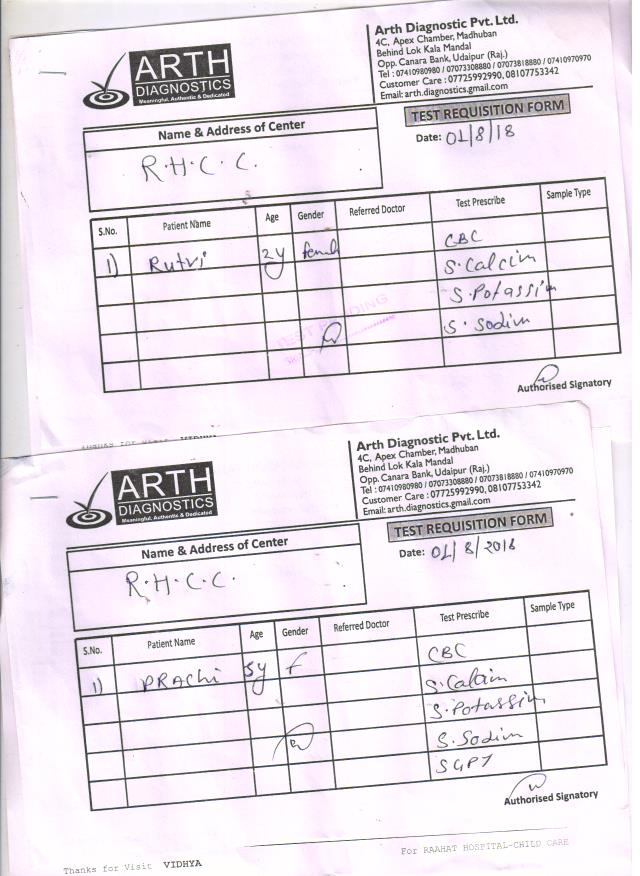 ARTH
DIAGNOSTICS
Meaningful, Authentic & Dedicated
Arth Diagnostic Pvt. Ltd.
4C, Apex Chamber, Madhuban
Behind Lok Kala Mandal
Opp. Canara Bank, Udaipur (Raj.)
Tel : 07410980980 / 07073308880 / 07073818880 / 07410970970
Customer Care : 07725992990, 08107753342
Email: arth.diagnostics.gmail.com
TEST REQUISITION FORM
Date: 01/8/18
Name & Address of Center
R.H.C.C.
S.No. Patient Name Age Gender Referred Doctor Test Prescribe Sample Type
1) Rutvi 2y female CBC
S.Calcim
S.Potassim
S.Sodim
Authorised Signatory
Thanks for Visit VIDHYA
ARTH
DIAGNOSTICS
Meaningful, Authentic & Dedicated
Arth Diagnostic Pvt. Ltd.
4C, Apex Chamber, Madhuban
Behind Lok Kala Mandal
Opp. Canara Bank, Udaipur (Raj.)
Tel : 07410980980 / 07073308880 / 07073818880 / 07410970970
Customer Care : 07725992990, 08107753342
Email: arth.diagnostics.gmail.com
TEST REQUISITION FORM
Date: 01/8/2018
Name & Address of Center
R.H.C.C.
S.No. Patient Name Age Gender Referred Doctor Test Prescribe Sample Type
1) PRAchi 5y f CBC
S.Calcim
S.Potassim
S.Sodim
SGPT
Authorised Signatory
For RAAHAT HOSPITAL-CHILD CARE
Thanks for Visit VIDHYA